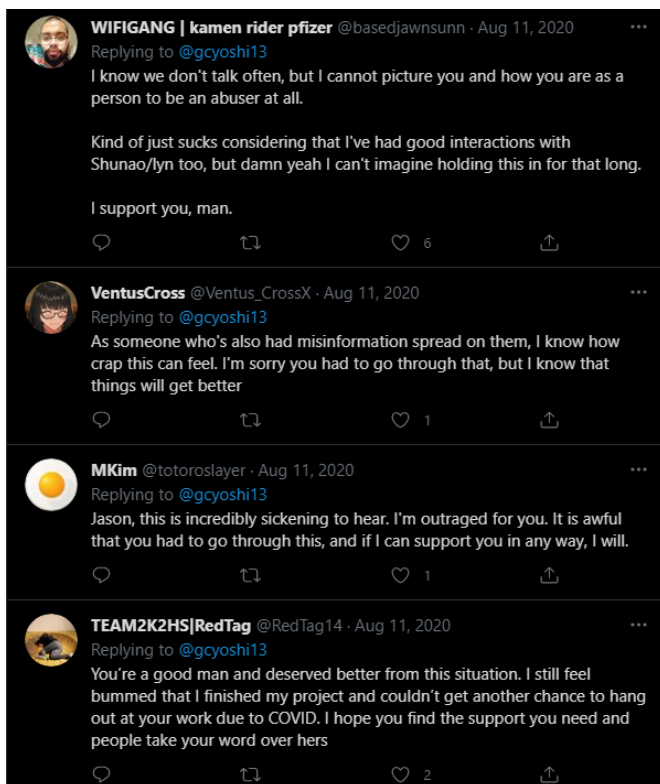 WIFIGANG | kamen rider pfizer @basedjawnsunn · Aug 11, 2020
Replying to @gcyoshi13
I know we don't talk often, but I cannot picture you and how you are as a
person to be an abuser at all.
Kind of just sucks considering that I've had good interactions with
Shunao/lyn too, but damn yeah I can't imagine holding this in for that long.
I support you, man.
6
VentusCross @Ventus_CrossX · Aug 11, 2020
Replying to @gcyoshi13
As someone who's also had misinformation spread on them, I know how
crap this can feel. I'm sorry you had to go through that, but I know that
things will get better
1
MKim @totoroslayer · Aug 11, 2020
Replying to @gcyoshi13
Jason, this is incredibly sickening to hear. I'm outraged for you. It is awful
that you had to go through this, and if I can support you in any way, I will.
1
TEAM2K2HS|RedTag @RedTag14 · Aug 11, 2020
Replying to @gcyoshi13
You're a good man and deserved better from this situation. I still feel
bummed that I finished my project and couldn't get another chance to hang
out at your work due to COVID. I hope you find the support you need and
people take your word over hers
2